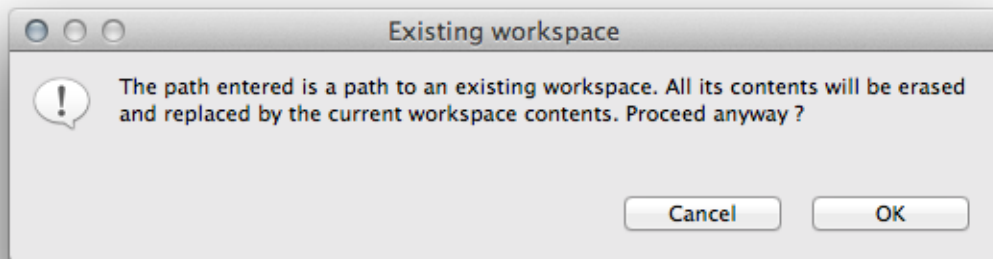 Existing workspace
The path entered is a path to an existing workspace. All its contents will be erased
and replaced by the current workspace contents. Proceed anyway ?
Cancel
OK